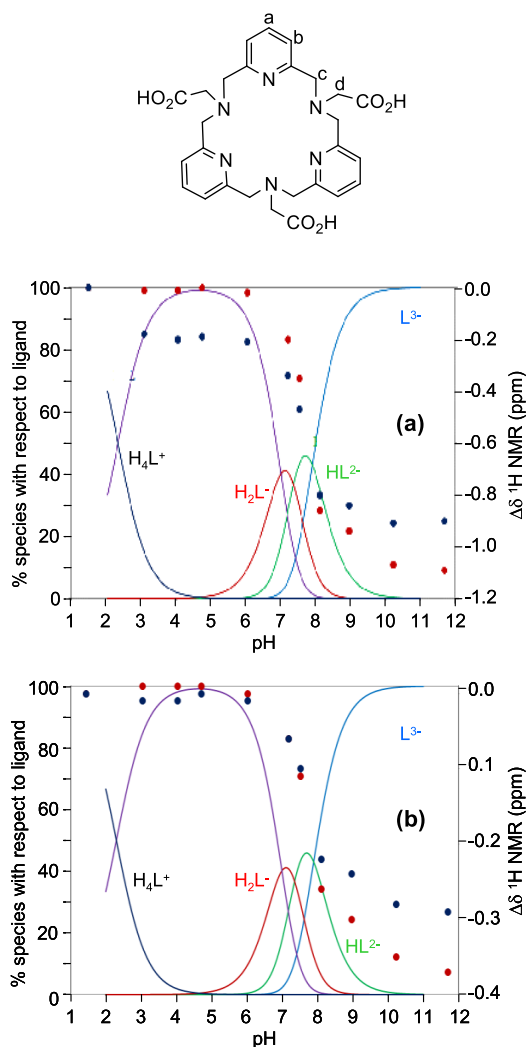 a
b
c
d
HO₂C
CO₂H
N
N
N
N
N
N
CO₂H
100
80
60
40
20
0
% species with respect to ligand
H₄L⁺
H₂L⁻
HL²⁻
L³⁻
(a)
0.0
-0.2
-0.4
-0.6
-0.8
-1.0
-1.2
Δδ ¹H NMR (ppm)
1 2 3 4 5 6 7 8 9 10 11 12
pH
100
80
60
40
20
0
% species with respect to ligand
H₄L⁺
H₂L⁻
HL²⁻
L³⁻
(b)
0.0
-0.1
-0.2
-0.3
-0.4
Δδ ¹H NMR (ppm)
1 2 3 4 5 6 7 8 9 10 11 12
pH